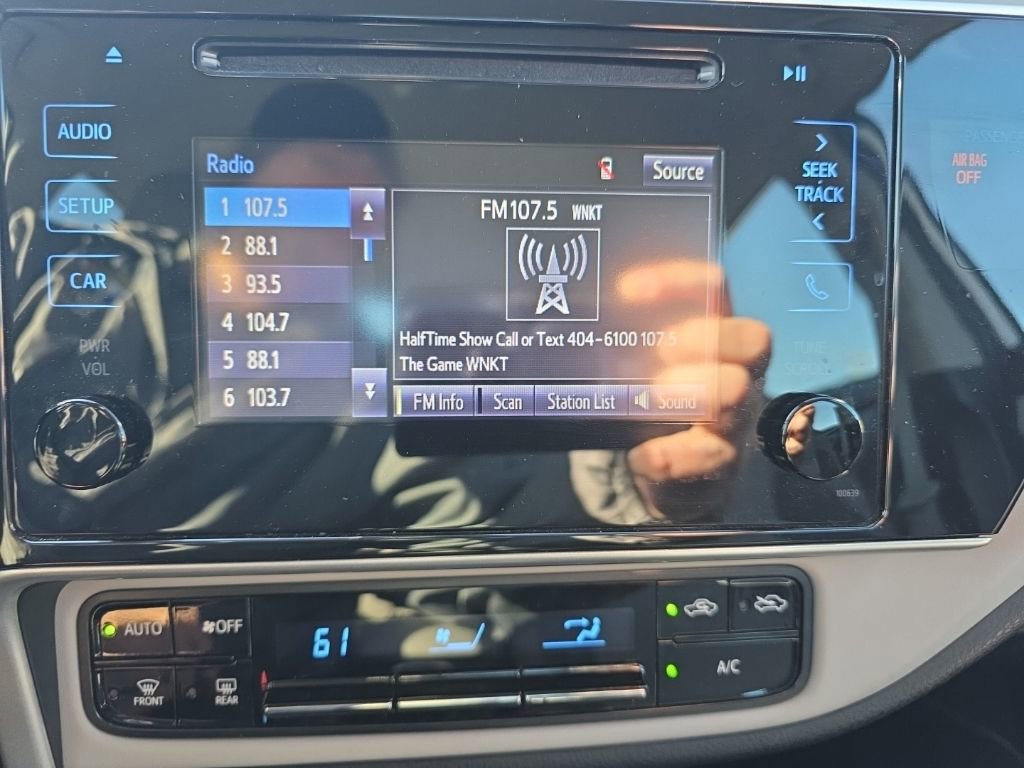 AUDIO
SETUP
CAR
PWR
VOL
Radio
Source
1 107.5
2 88.1
3 93.5
4 104.7
5 88.1
6 103.7
FM107.5 WNKT
HalfTime Show Call or Text 404-6100 107.5
The Game WNKT
FM Info
Scan
Station List
Sound
SEEK
TRACK
TUNE
SCROLL
100639
PASSENGER
AIR BAG
OFF
AUTO
OFF
FRONT
REAR
61
A/C